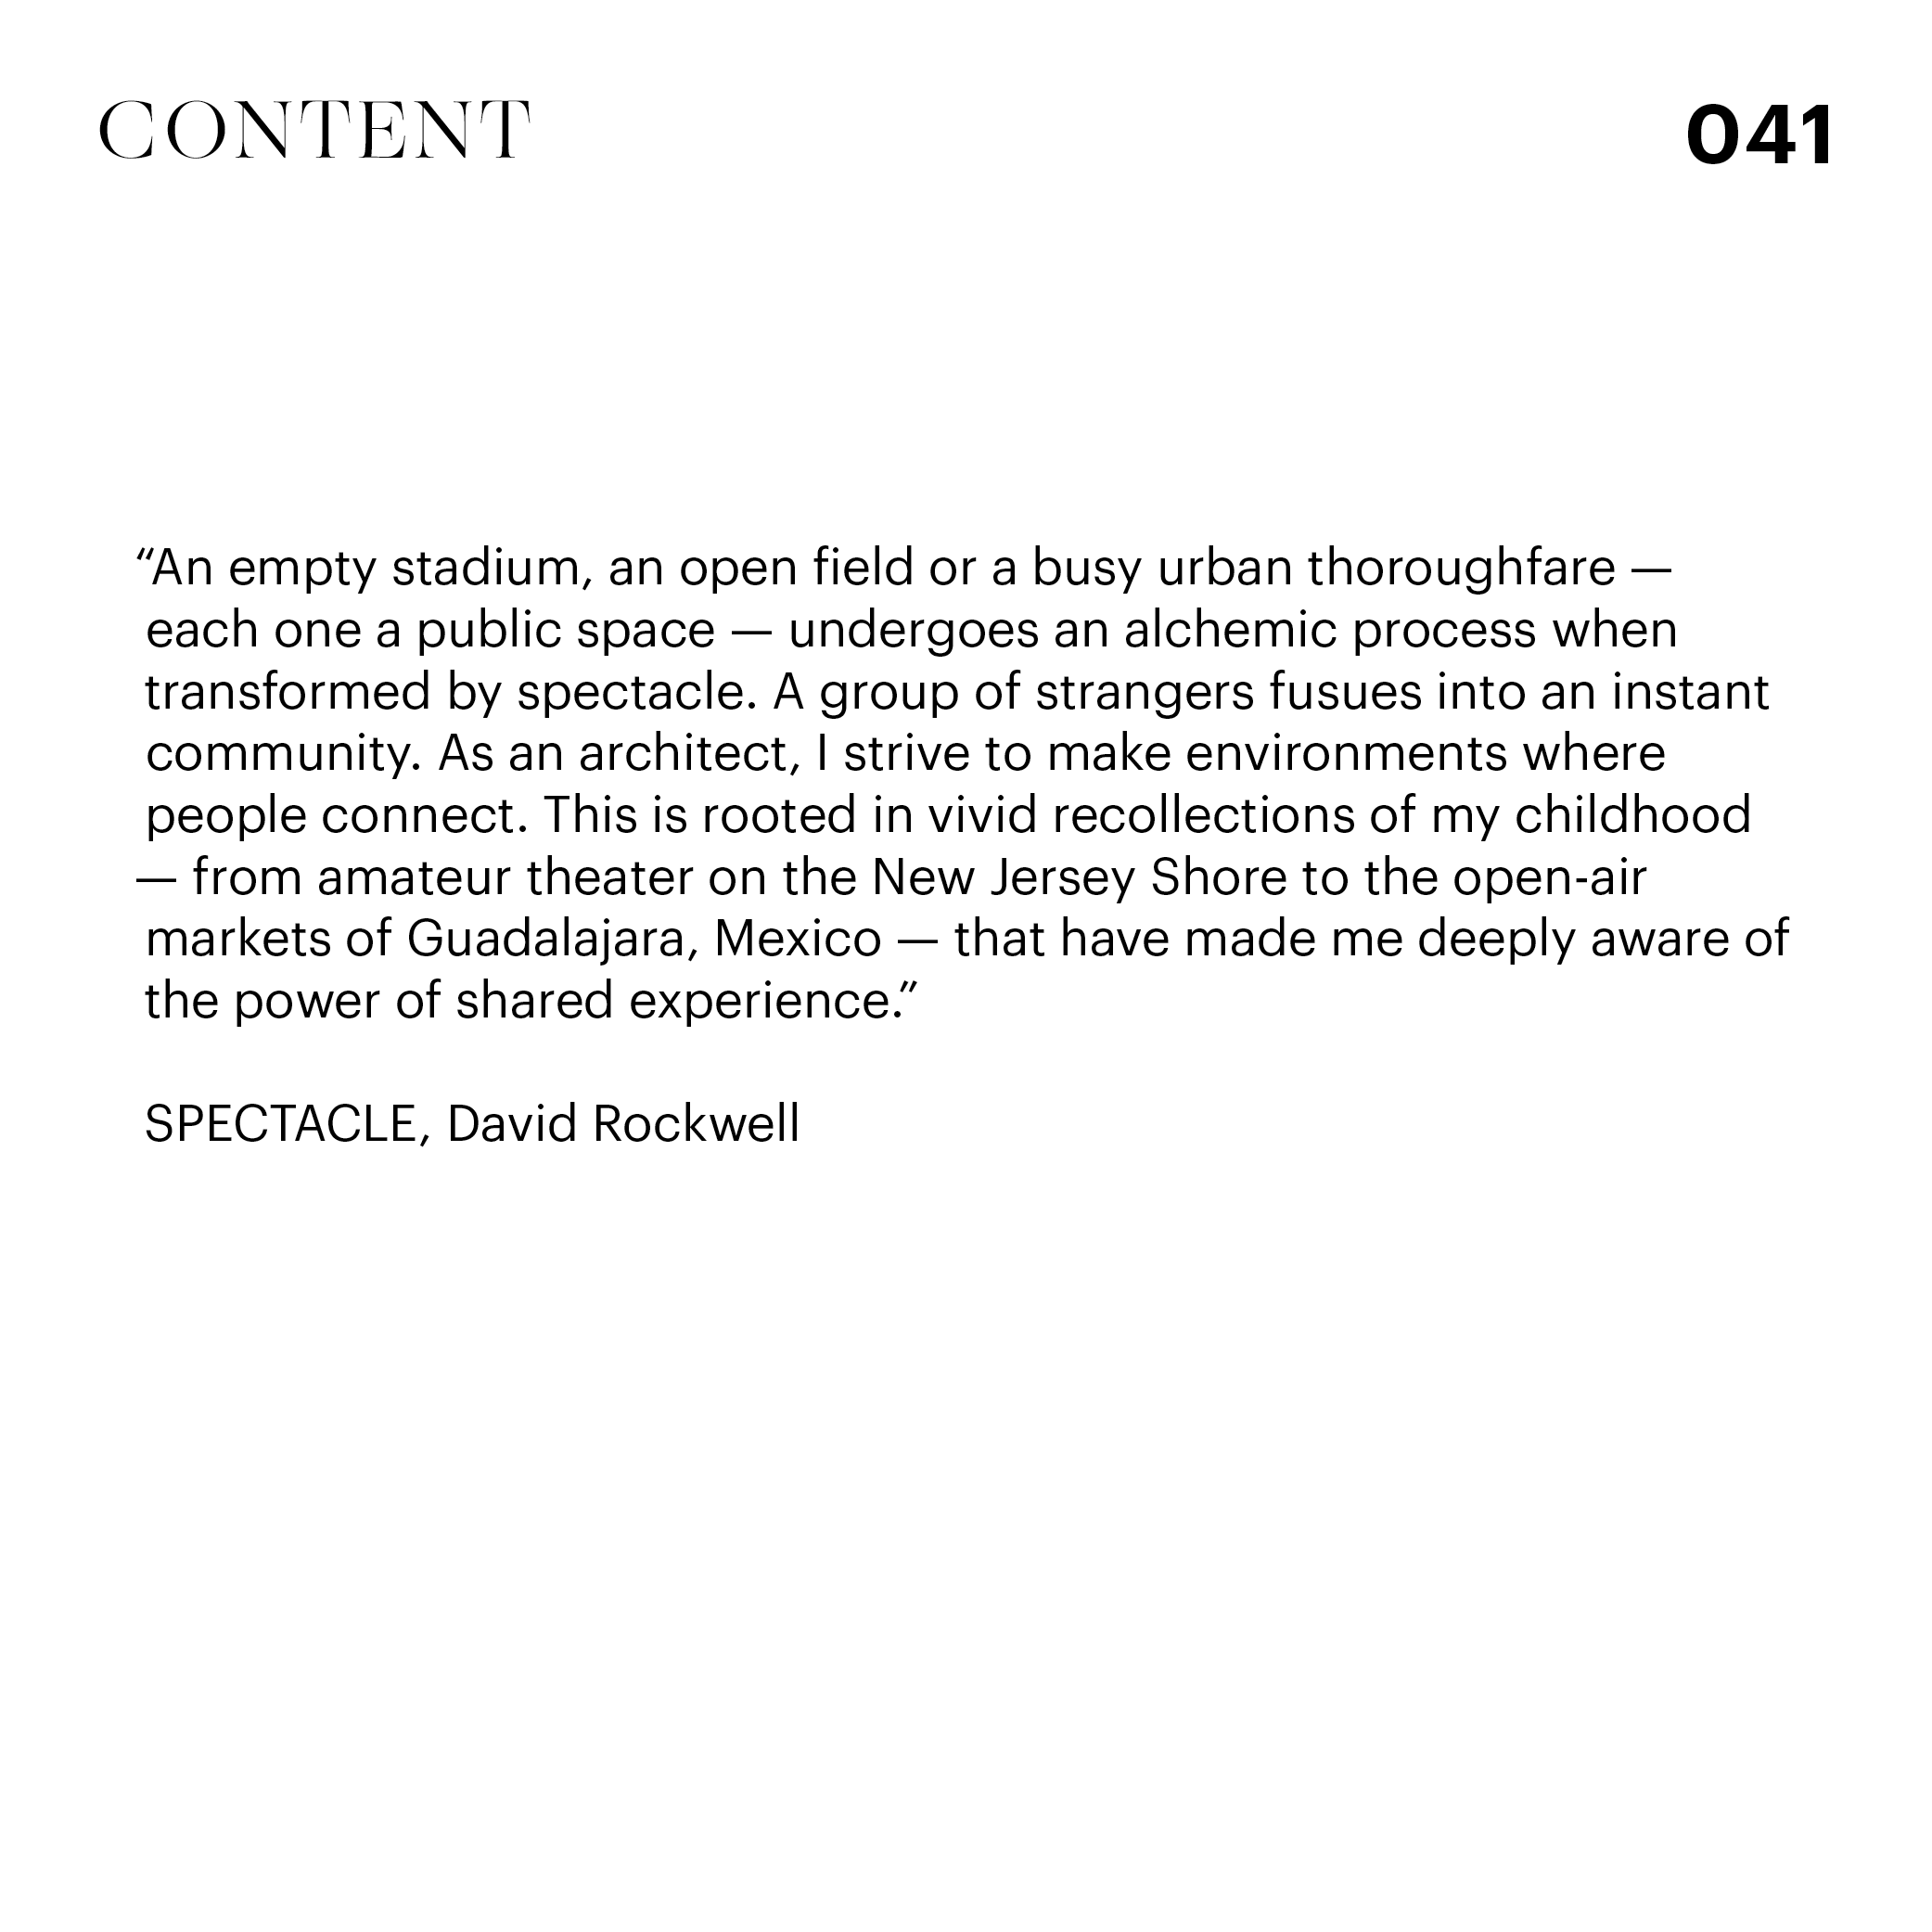 CONTENT
041
“An empty stadium, an open field or a busy urban thoroughfare —
each one a public space — undergoes an alchemic process when
transformed by spectacle. A group of strangers fusues into an instant
community. As an architect, I strive to make environments where
people connect. This is rooted in vivid recollections of my childhood
— from amateur theater on the New Jersey Shore to the open-air
markets of Guadalajara, Mexico — that have made me deeply aware of
the power of shared experience.”
SPECTACLE, David Rockwell